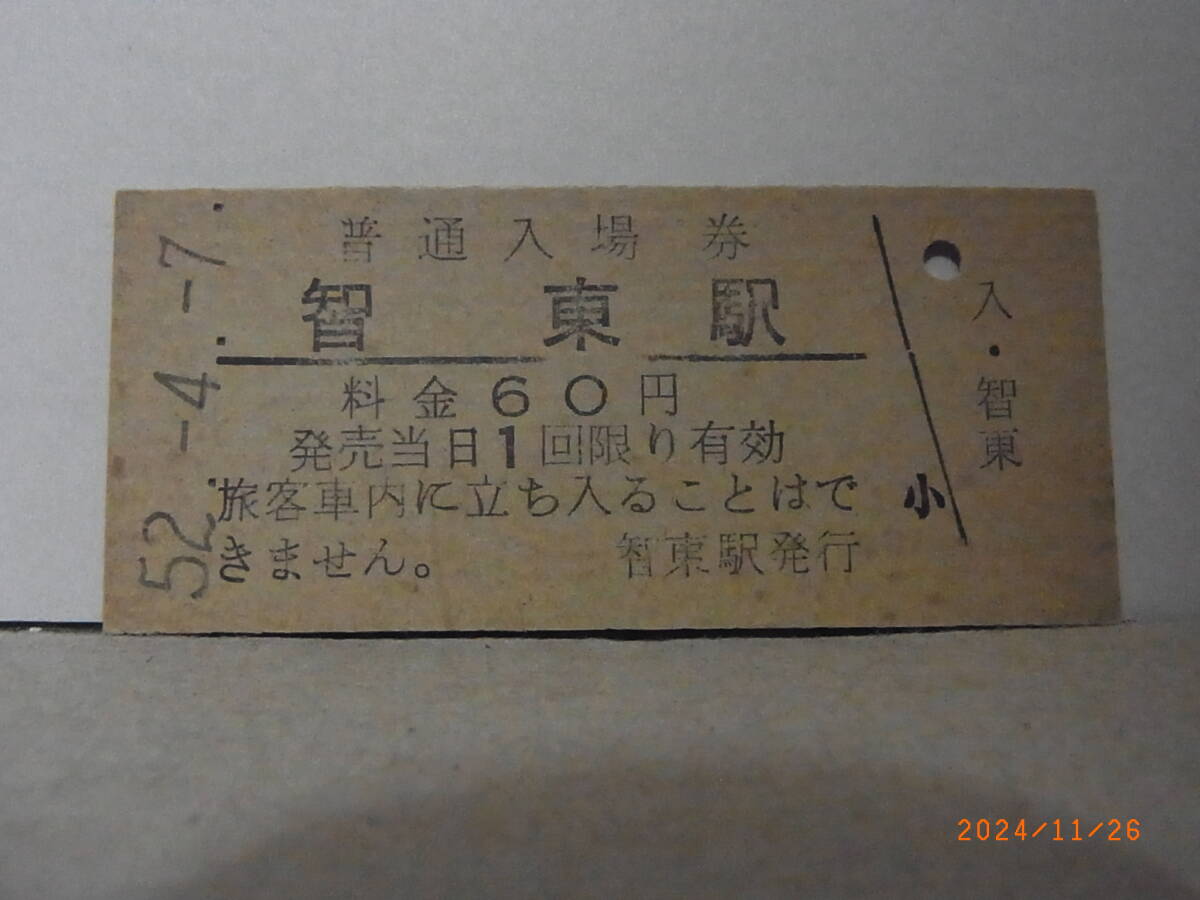 普通入場券
智東駅
料金60円
発売当日1回限り有効
旅客車内に立ち入ることはで
きません。 智東駅発行
小
入・智東
52.-4.-7.
2024/11/26